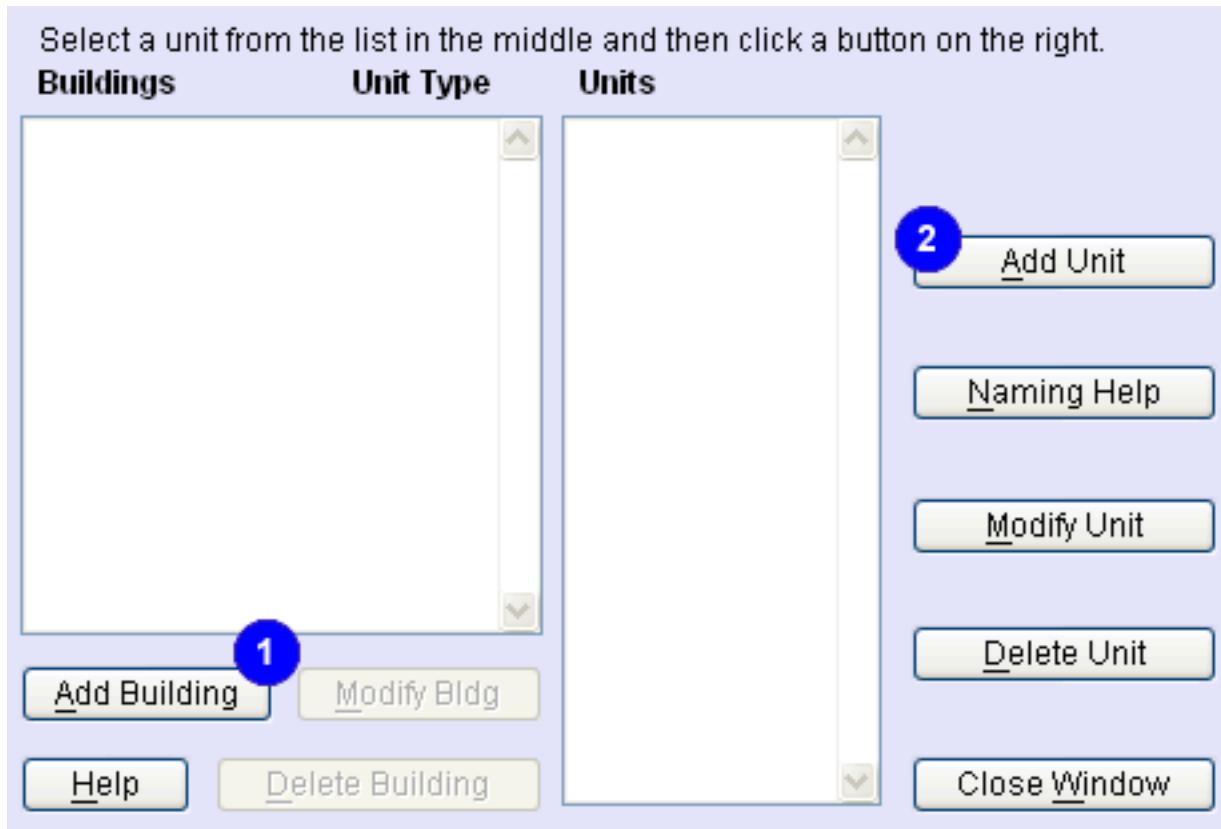 Select a unit from the list in the middle and then click a button on the right.
Buildings Unit Type Units
2
Add Unit
Naming Help
Modify Unit
1
Delete Unit
Add Building Modify Bldg
Help Delete Building Close Window